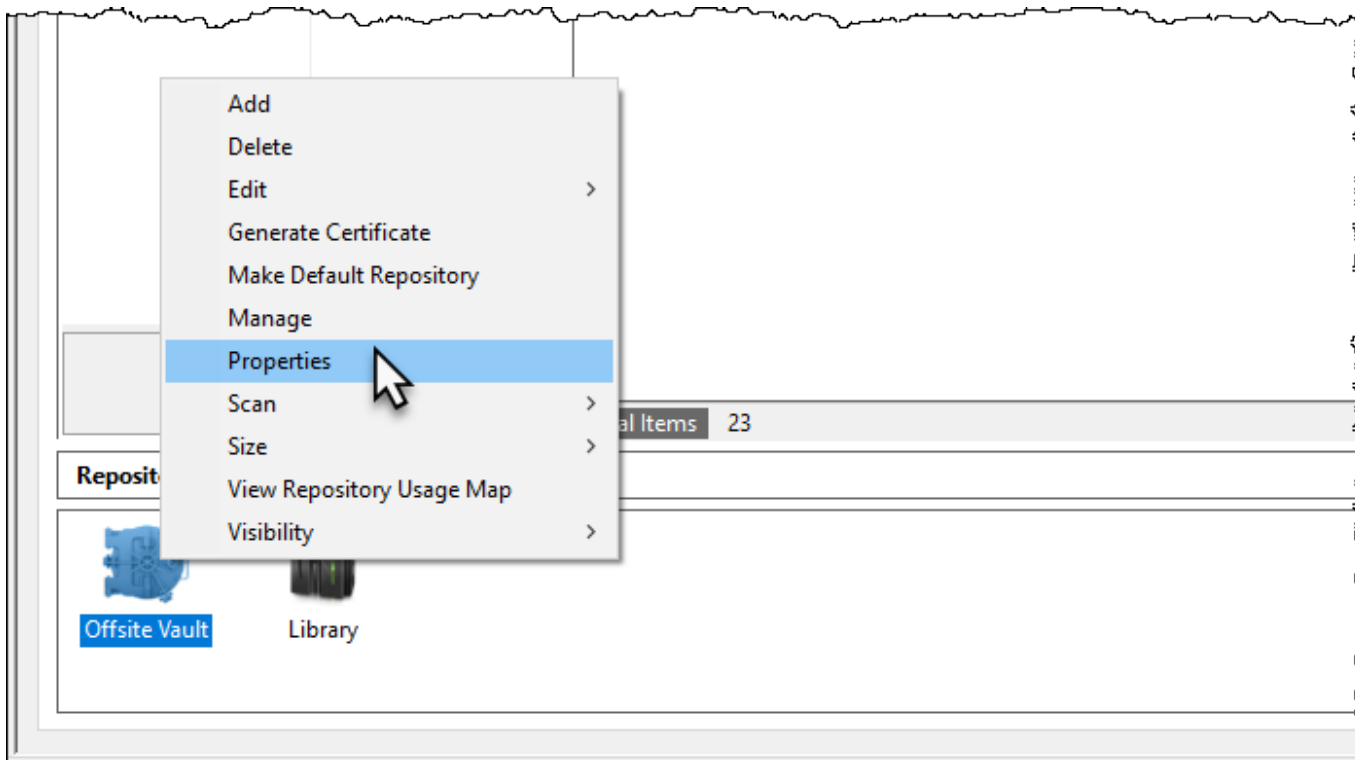 Add
Delete
Edit
Generate Certificate
Make Default Repository
Manage
Properties
Scan
al Items 23
Size
Reposit
View Repository Usage Map
Visibility
Offsite Vault
Library